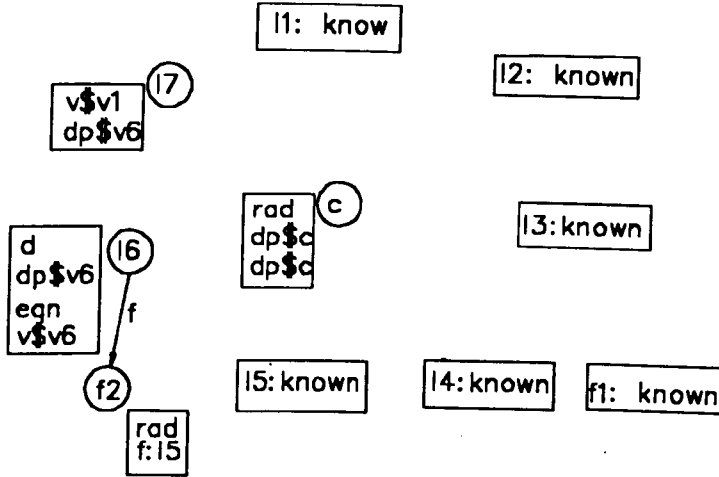 l1: know
l2: known
l7
v$v1
dp$v6
c
rad
dp$c
dp$c
l3:known
l6
d
dp$v6
eqn
v$v6
f
f2
rad
f:l5
l5:known
l4:known
f1: known